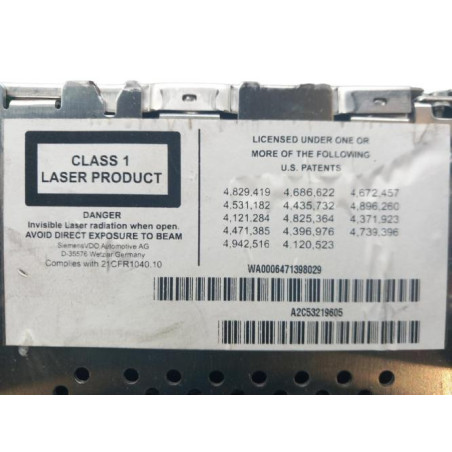 CLASS 1
LASER PRODUCT
DANGER
Invisible Laser radiation when open.
AVOID DIRECT EXPOSURE TO BEAM
SiemensVDO Automotive AG
D-35576 Wetzlar Germany
Complies with 21CFR1040.10
LICENSED UNDER ONE OR
MORE OF THE FOLLOWING
U.S. PATENTS
4,829,419 4,686,622 4,672,457
4,531,182 4,435,732 4,896,260
4,121,284 4,825,364 4,371,923
4,471,385 4,396,976 4,739,396
4,942,516 4,120,523
WA0006471398029
A2C53219605